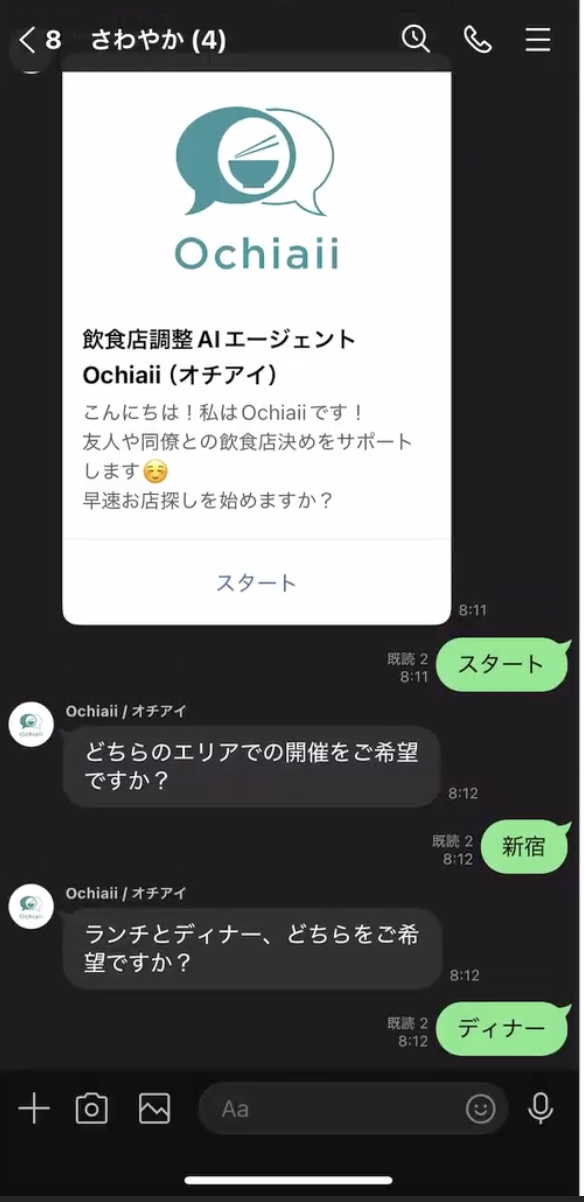 8 さわやか (4)
Ochiaii
飲食店調整AIエージェント
Ochiaii（オチアイ）
こんにちは！私はOchiaiiです！
友人や同僚との飲食店決めをサポート
します☺️
早速お店探しを始めますか？
スタート
8:11
既読 2
8:11
スタート
Ochiaii / オチアイ
どちらのエリアでの開催をご希望
ですか？
8:12
既読 2
8:12
新宿
Ochiaii / オチアイ
ランチとディナー、どちらをご希
望ですか？
8:12
既読 2
8:12
ディナー
Aa